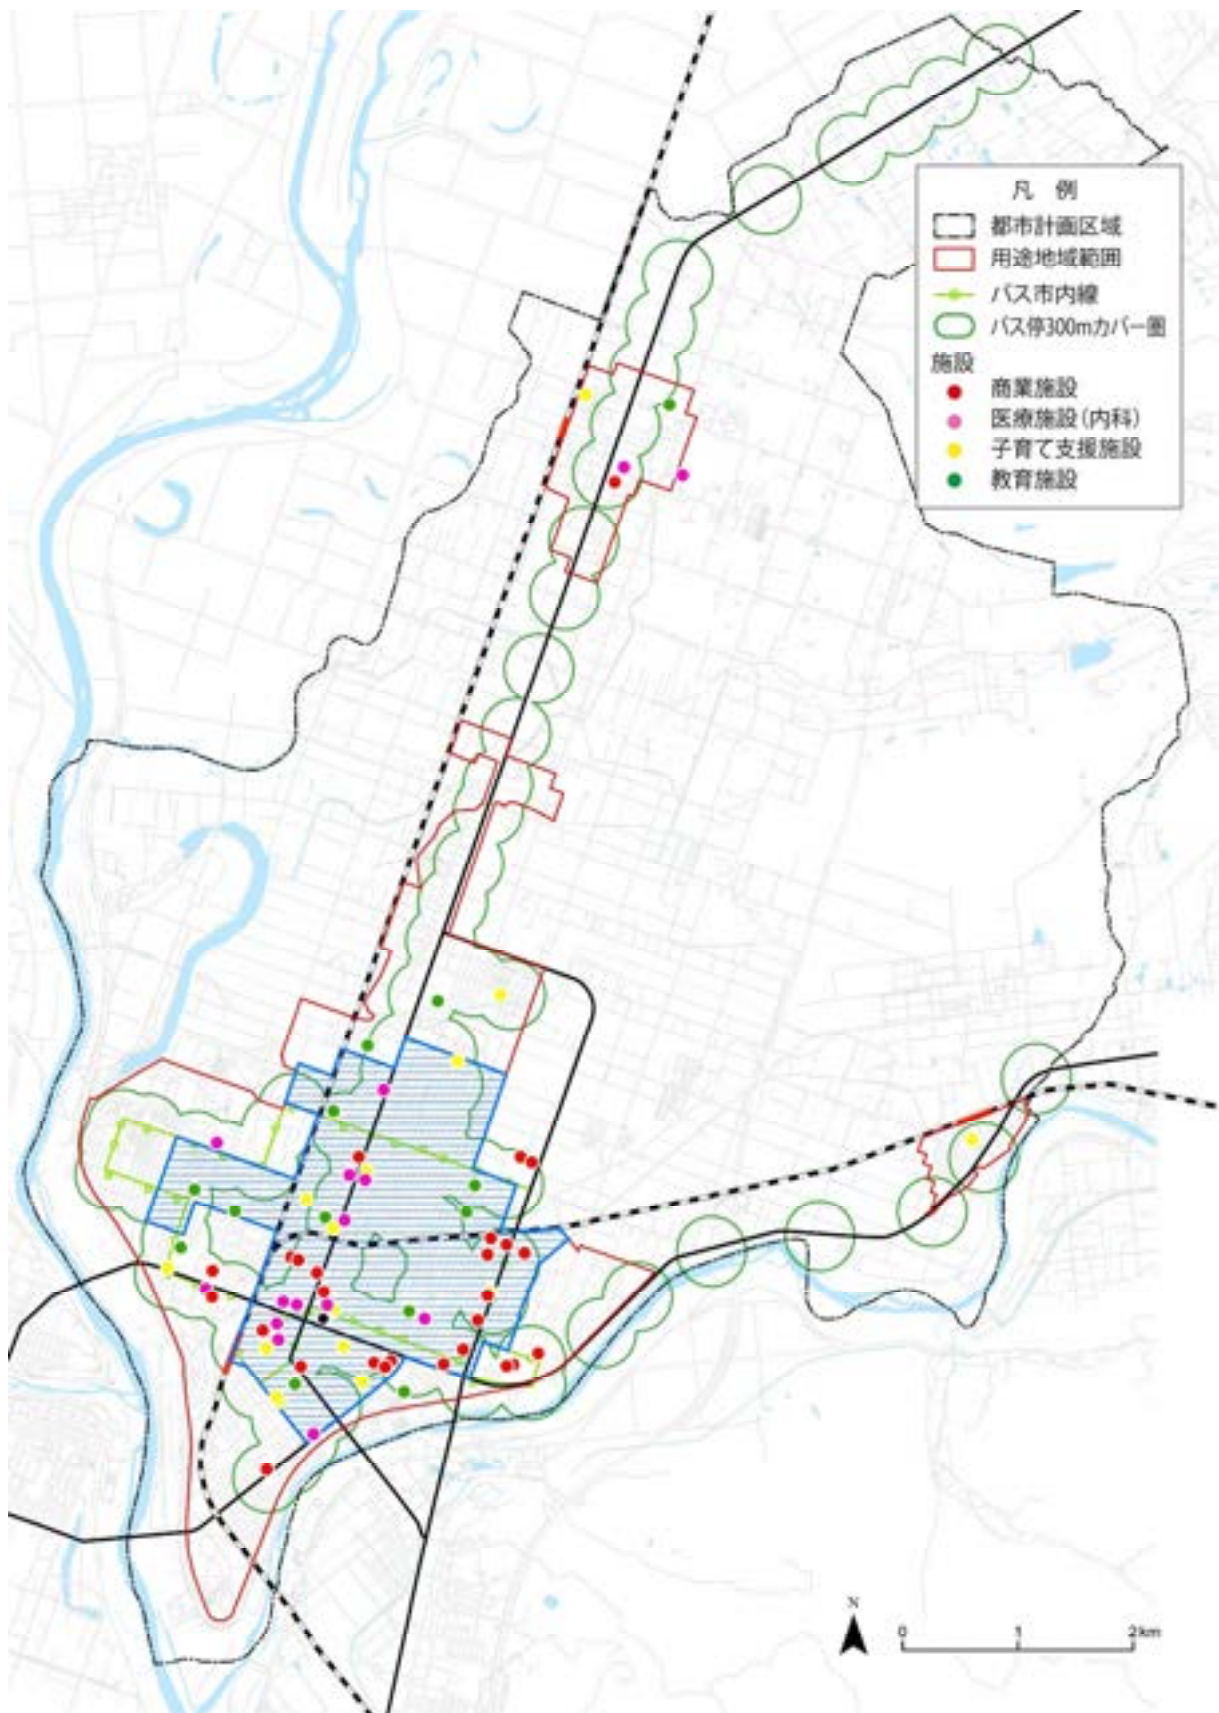 凡 例
都市計画区域
用途地域範囲
バス市内線
バス停300mカバー圏
施設
商業施設
医療施設(内科)
子育て支援施設
教育施設
N
0 1 2km